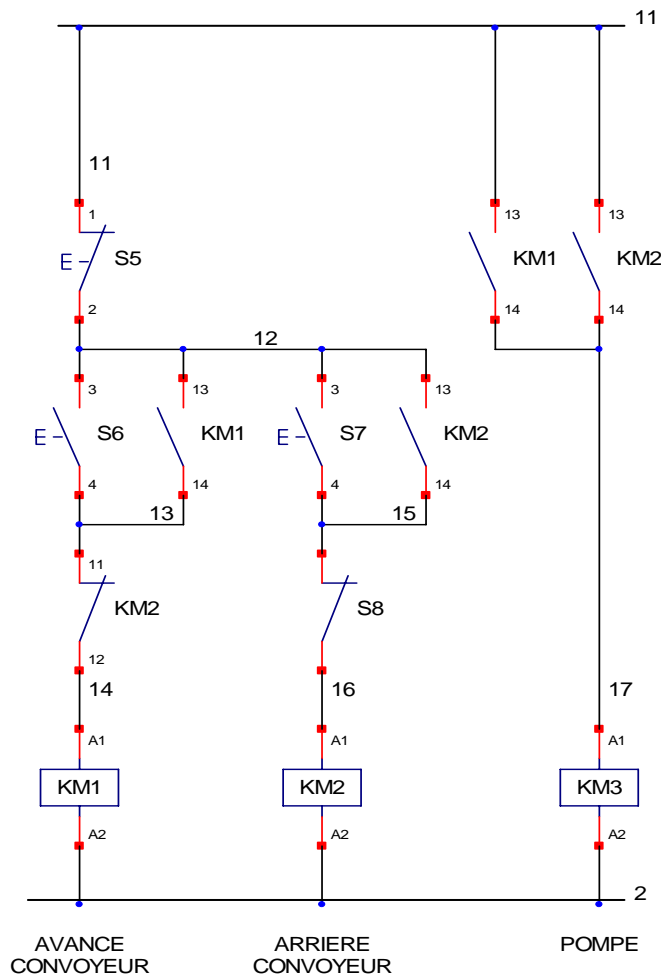 11
11
1
13
13
E
S5
KM1
KM2
2
14
14
12
3
13
3
13
E
S6
KM1
E
S7
KM2
4
14
4
14
13
15
11
KM2
S8
12
14
16
17
A1
A1
A1
KM1
KM2
KM3
A2
A2
A2
2
AVANCE
CONVOYEUR
ARRIERE
CONVOYEUR
POMPE